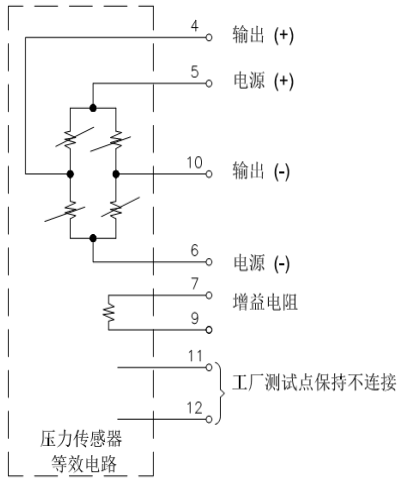 4 输出 (+)
5 电源 (+)
10 输出 (-)
6 电源 (-)
7
增益电阻
9
11
工厂测试点保持不连接
12
压力传感器
等效电路